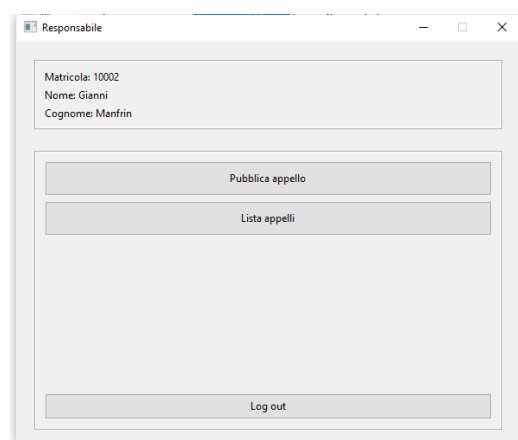 Responsabile
Matricola: 10002
Nome: Gianni
Cognome: Manfrin
Pubblica appello
Lista appelli
Log out